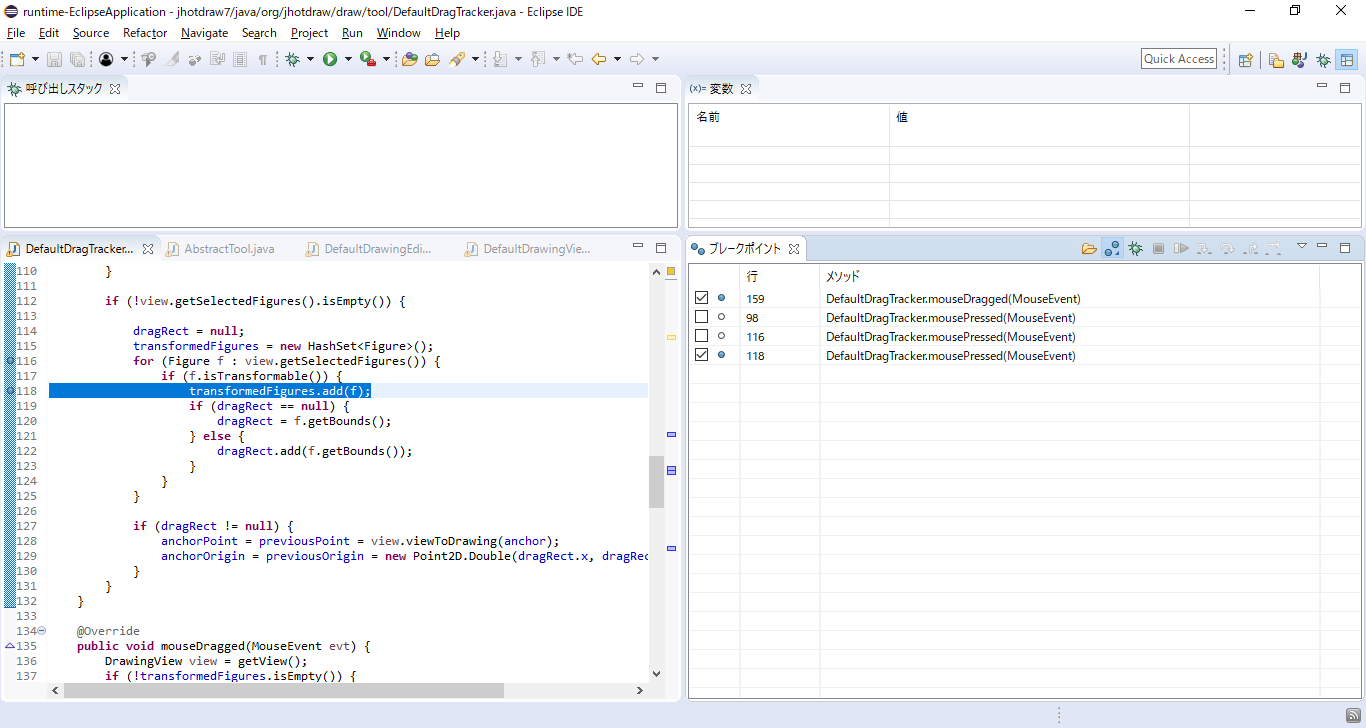 runtime-EclipseApplication - jhotdraw7/java/org/jhotdraw/draw/tool/DefaultDragTracker.java - Eclipse IDE
File Edit Source Refactor Navigate Search Project Run Window Help
Quick Access
呼び出しスタック
(x)= 変数
名前 値
DefaultDragTracker... AbstractTool.java DefaultDrawingEdi... DefaultDrawingVie...
110 }
111
112 if (!view.getSelectedFigures().isEmpty()) {
113
114 dragRect = null;
115 transformedFigures = new HashSet<Figure>();
116 for (Figure f : view.getSelectedFigures()) {
117 if (f.isTransformable()) {
118 transformedFigures.add(f);
119 if (dragRect == null) {
120 dragRect = f.getBounds();
121 } else {
122 dragRect.add(f.getBounds());
123 }
124 }
125 }
126
127 if (dragRect != null) {
128 anchorPoint = previousPoint = view.viewToDrawing(anchor);
129 anchorOrigin = previousOrigin = new Point2D.Double(dragRect.x, dragRec
130 }
131 }
132 }
133
134 @Override
135 public void mouseDragged(MouseEvent evt) {
136 DrawingView view = getView();
137 if (!transformedFigures.isEmpty()) {
ブレークポイント
行 メソッド
159 DefaultDragTracker.mouseDragged(MouseEvent)
98 DefaultDragTracker.mousePressed(MouseEvent)
116 DefaultDragTracker.mousePressed(MouseEvent)
118 DefaultDragTracker.mousePressed(MouseEvent)